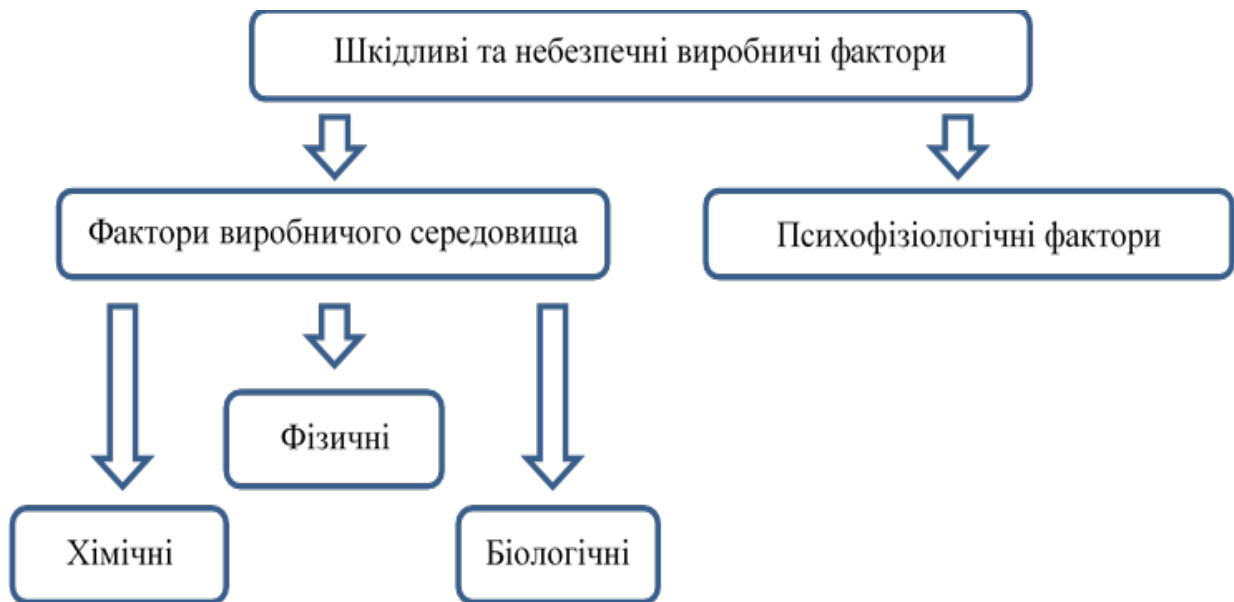 Шкідливі та небезпечні виробничі фактори
Фактори виробничого середовища
Психофізіологічні фактори
Фізичні
Хімічні
Біологічні